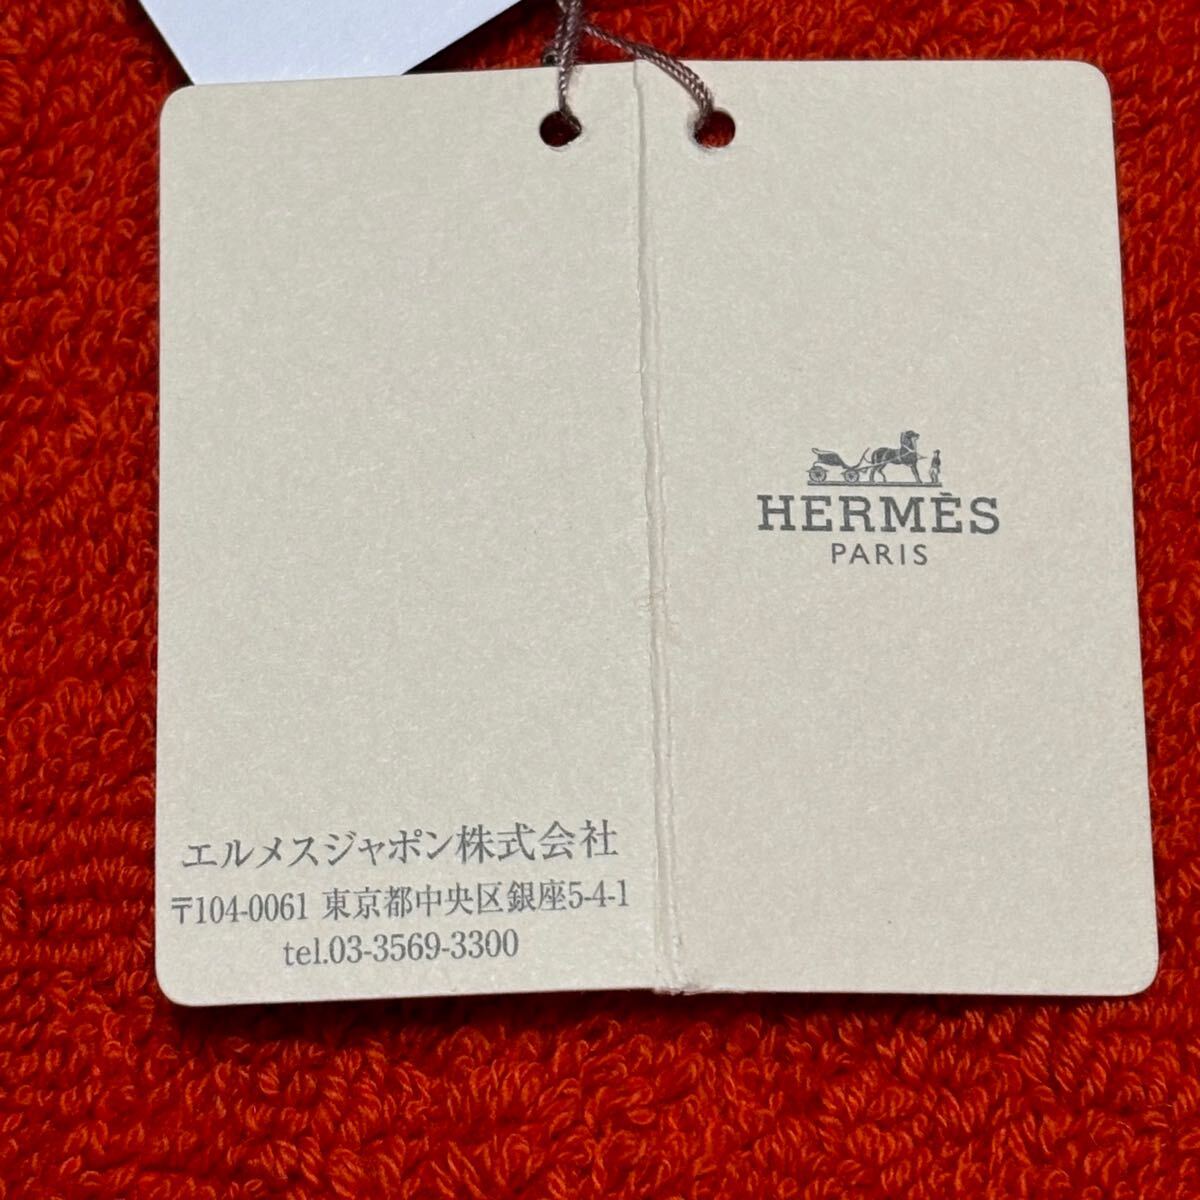 エルメスジャポン株式会社
〒104-0061 東京都中央区銀座5-4-1
tel.03-3569-3300
HERMÈS
PARIS